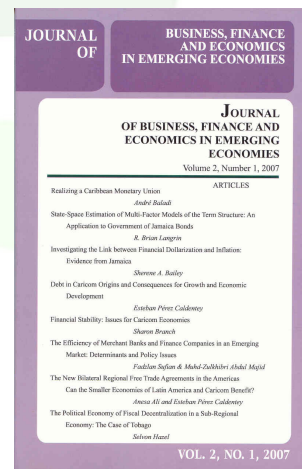 JOURNAL
OF
BUSINESS, FINANCE
AND ECONOMICS
IN EMERGING ECONOMIES
JOURNAL
OF BUSINESS, FINANCE AND
ECONOMICS IN EMERGING
ECONOMIES
Volume 2, Number 1, 2007
ARTICLES
Realizing a Caribbean Monetary Union
André Baladi
State-Space Estimation of Multi-Factor Models of the Term Structure: An
Application to Government of Jamaica Bonds
R. Brian Langrin
Investigating the Link between Financial Dollarization and Inflation:
Evidence from Jamaica
Sherene A. Bailey
Debt in Caricom Origins and Consequences for Growth and Economic
Development
Esteban Pérez Caldentey
Financial Stability: Issues for Caricom Economies
Sharon Branch
The Efficiency of Merchant Banks and Finance Companies in an Emerging
Market: Determinants and Policy Issues
Fadzlan Sufian & Muhd-Zulkhibri Abdul Majid
The New Bilateral Regional Free Trade Agreements in the Americas
Can the Smaller Economies of Latin America and Caricom Benefit?
Anesa Ali and Esteban Pérez Caldentey
The Political Economy of Fiscal Decentralization in a Sub-Regional
Economy: The Case of Tobago
Selvon Hazel
VOL. 2, NO. 1, 2007